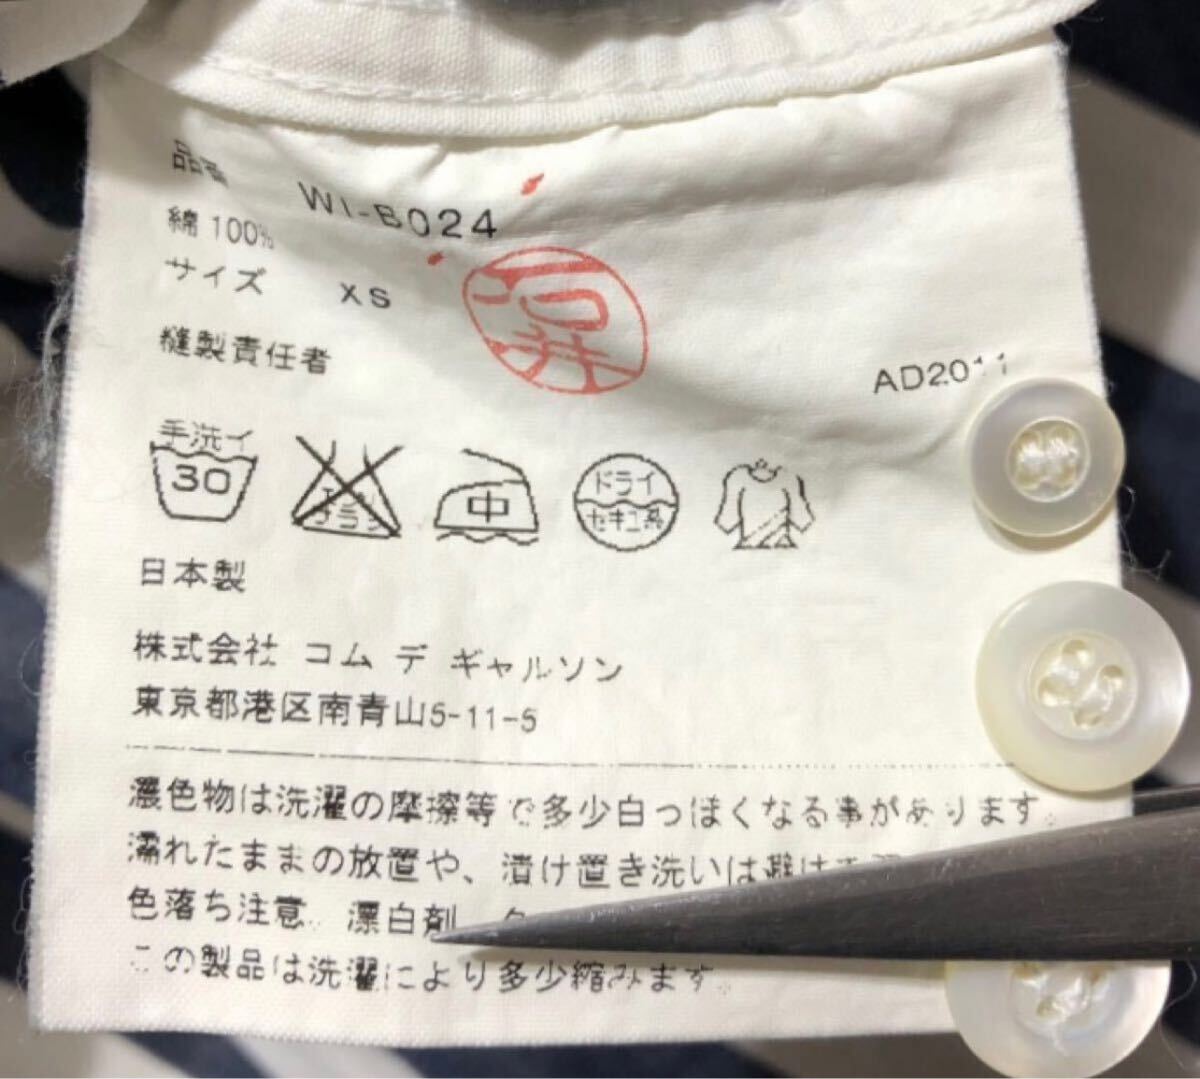 品番 WI-B024
綿 100%
サイズ XS
石井
縫製責任者
AD2011
手洗イ
30
中
ドライ
セキユ系
日本製
株式会社 コム デ ギャルソン
東京都港区南青山5-11-5
濃色物は洗濯の摩擦等で多少白っぽくなる事があります。
濡れたままの放置や、漬け置き洗いは避け
色落ち注意。漂白剤
この製品は洗濯により多少縮みます。